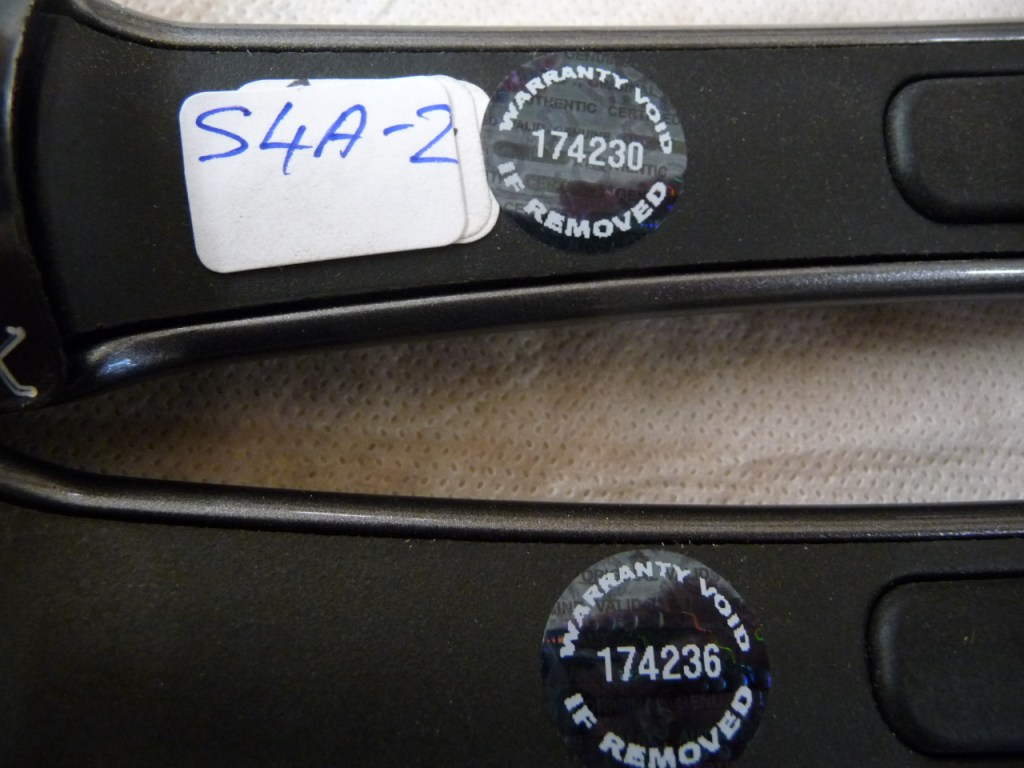 S4A-2
WARRANTY VOID
174230
IF REMOVED
WARRANTY VOID
174236
IF REMOVED